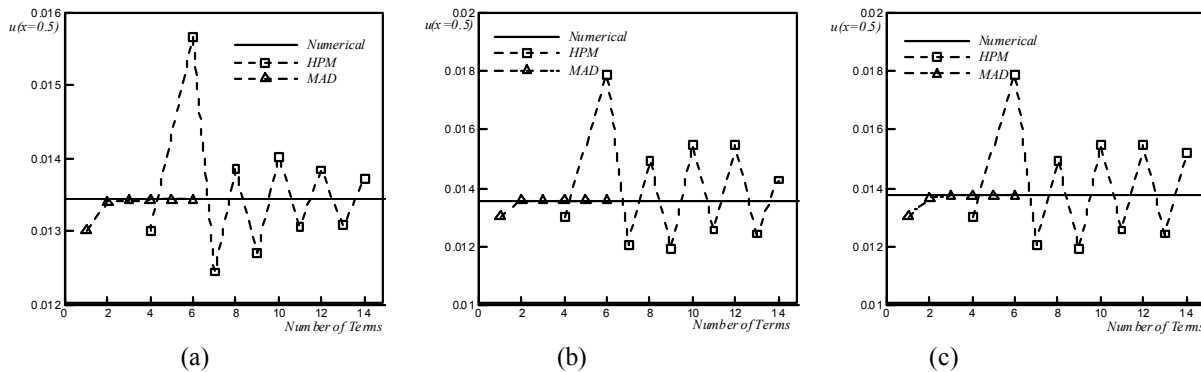 0.016
u(x=0.5)
0.015
0.014
0.013
0.012
0 2 4 6 8 10 12 14
Number of Terms
Numerical
HPM
MAD
(a)
0.02
u(x=0.5)
0.018
0.016
0.014
0.012
0.01
0 2 4 6 8 10 12 14
Number of Terms
Numerical
HPM
MAD
(b)
0.02
u(x=0.5)
0.018
0.016
0.014
0.012
0.01
0 2 4 6 8 10 12 14
Number of Terms
Numerical
HPM
MAD
(c)